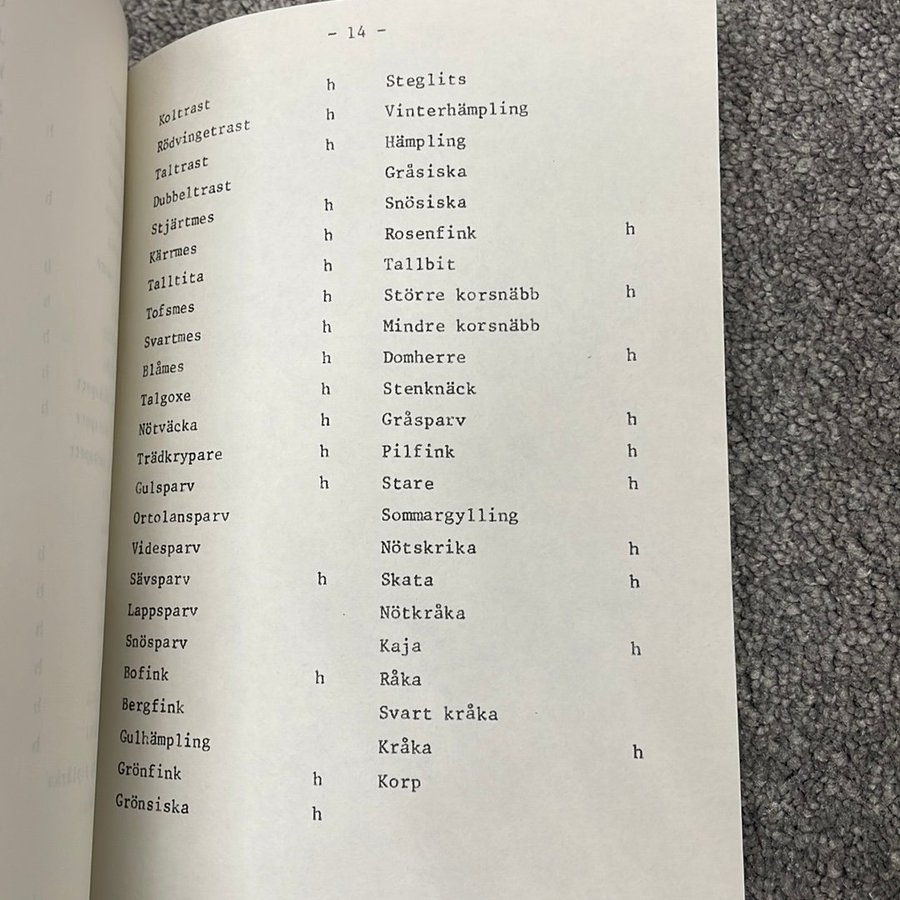 - 14 -
Koltrast h
Rödvingetrast h
Taltrast h
Dubbeltrast
Stjärtmes h
Kärrmes h
Talltita h
Tofsmes h
Svartmes h
Blåmes h
Talgoxe h
Nötväcka h
Trädkrypare h
Gulsparv h
Ortolansparv
Videsparv
Sävsparv h
Lappsparv
Snösparv
Bofink h
Bergfink
Gulhämpling
Grönfink h
Grönsiska h
Steglits
Vinterhämpling
Hämpling
Gråsiska
Snösiska
Rosenfink h
Tallbit
Större korsnäbb h
Mindre korsnäbb
Domherre h
Stenknäck
Gråsparv h
Pilfink h
Stare h
Sommargylling
Nötskrika h
Skata h
Nötkråka
Kaja h
Råka
Svart kråka
Kråka h
Korp